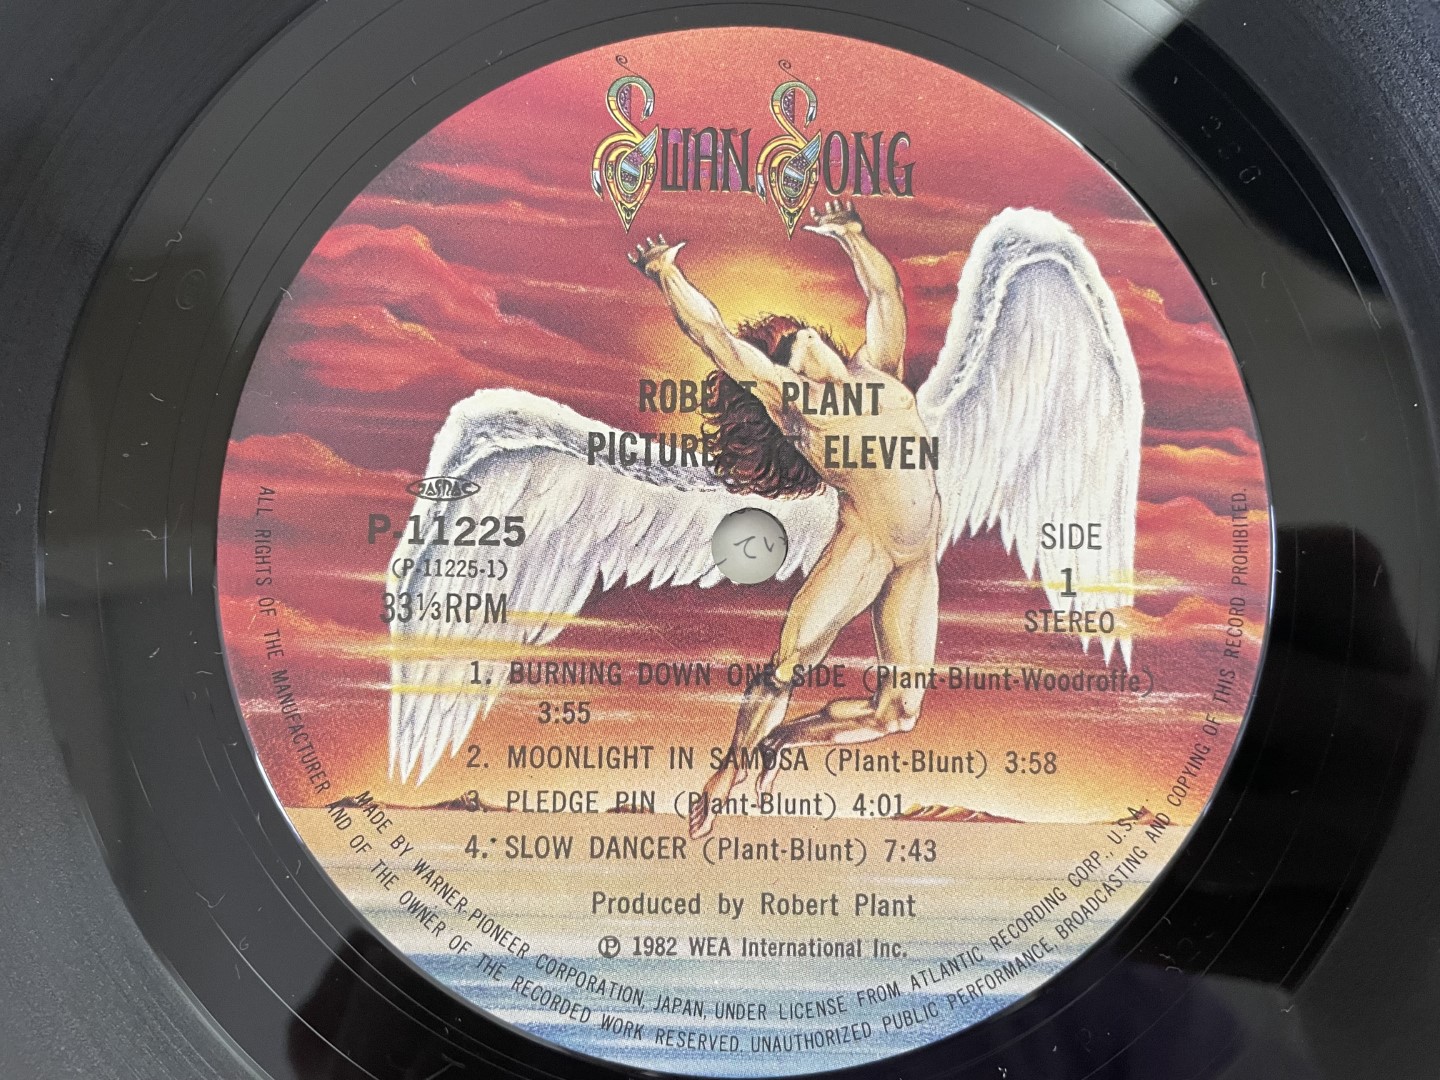 SWAN SONG
ROBERT PLANT
PICTURES AT ELEVEN
JASRAC
P-11225
(P-11225-1)
33⅓RPM
SIDE
1
STEREO
1. BURNING DOWN ONE SIDE (Plant-Blunt-Woodroffe)
3:55
2. MOONLIGHT IN SAMOSA (Plant-Blunt) 3:58
3. PLEDGE PIN (Plant-Blunt) 4:01
4. SLOW DANCER (Plant-Blunt) 7:43
Produced by Robert Plant
Ⓟ 1982 WEA International Inc.
MADE BY WARNER-PIONEER CORPORATION, JAPAN, UNDER LICENSE FROM ATLANTIC RECORDING CORP., U.S.A.
ALL RIGHTS OF THE MANUFACTURER AND OF THE OWNER OF THE RECORDED WORK RESERVED. UNAUTHORIZED PUBLIC PERFORMANCE, BROADCASTING AND COPYING OF THIS RECORD PROHIBITED.